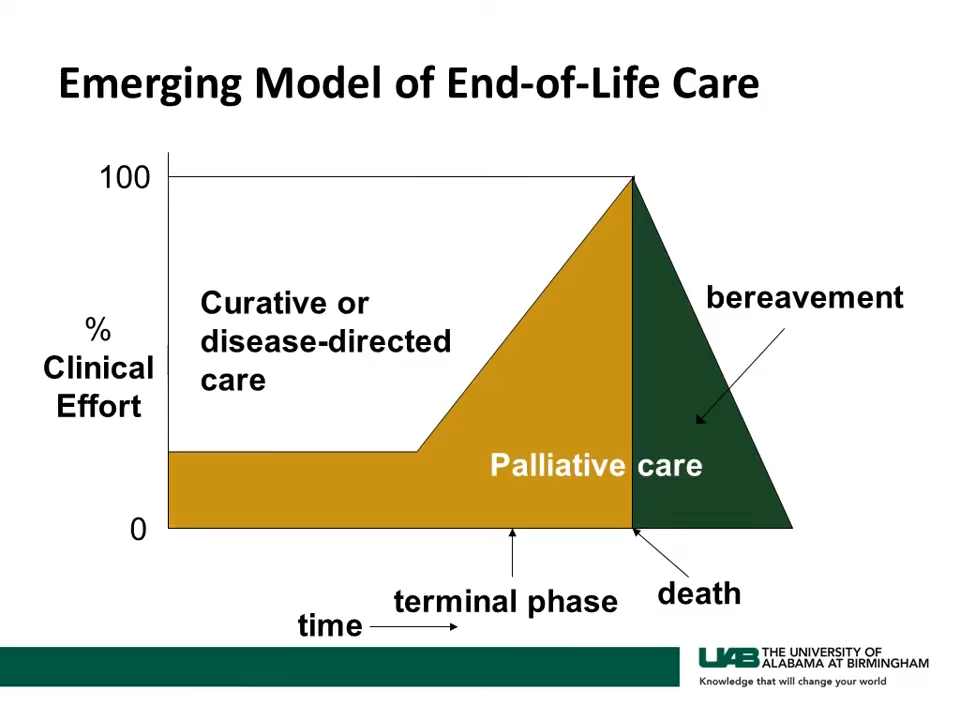 Emerging Model of End-of-Life Care
100
Curative or
disease-directed
care
bereavement
%
Clinical
Effort
Palliative care
0
terminal phase
death
time
UAB THE UNIVERSITY OF
ALABAMA AT BIRMINGHAM
Knowledge that will change your world